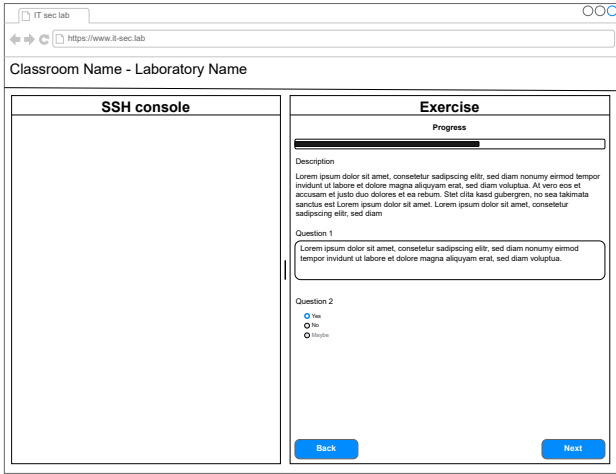 IT sec lab
https://www.it-sec.lab
Classroom Name - Laboratory Name
SSH console
Exercise
Progress
Description
Lorem ipsum dolor sit amet, consetetur sadipscing elitr, sed diam nonumy eirmod tempor
invidunt ut labore et dolore magna aliquyam erat, sed diam voluptua. At vero eos et
accusam et justo duo dolores et ea rebum. Stet clita kasd gubergren, no sea takimata
sanctus est Lorem ipsum dolor sit amet. Lorem ipsum dolor sit amet, consetetur
sadipscing elitr, sed diam
Question 1
Lorem ipsum dolor sit amet, consetetur sadipscing elitr, sed diam nonumy eirmod
tempor invidunt ut labore et dolore magna aliquyam erat, sed diam voluptua.
Question 2
Yes
No
Maybe
Back
Next